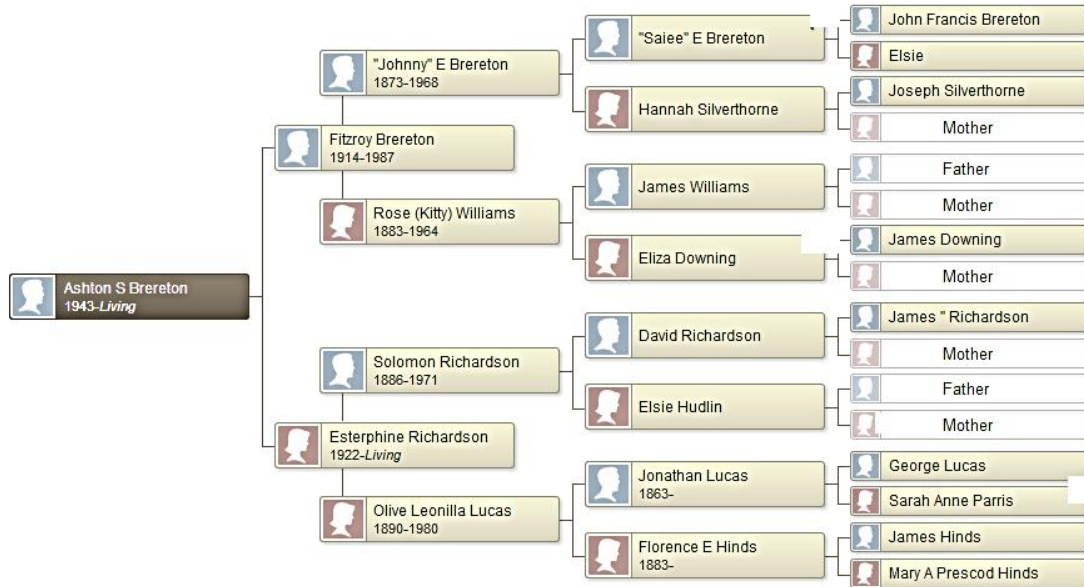 John Francis Brereton
"Saiee" E Brereton
Elsie
"Johnny" E Brereton
1873-1968
Joseph Silverthorne
Hannah Silverthorne
Mother
Fitzroy Brereton
1914-1987
Father
James Williams
Mother
Rose (Kitty) Williams
1883-1964
James Downing
Eliza Downing
Mother
Ashton S Brereton
1943-Living
James " Richardson
David Richardson
Mother
Solomon Richardson
1886-1971
Father
Elsie Hudlin
Mother
Esterphine Richardson
1922-Living
George Lucas
Jonathan Lucas
1863-
Sarah Anne Parris
Olive Leonilla Lucas
1890-1980
James Hinds
Florence E Hinds
1883-
Mary A Prescod Hinds